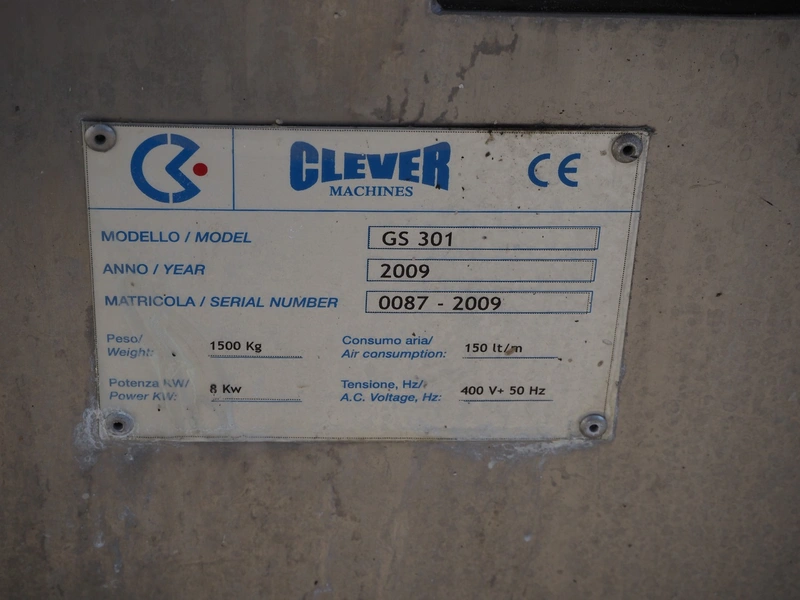 CLEVER
MACHINES
CE
MODELLO / MODEL GS 301
ANNO / YEAR 2009
MATRICOLA / SERIAL NUMBER 0087 - 2009
Peso/
Weight: 1500 Kg
Consumo aria/
Air consumption: 150 lt/m
Potenza KW/
Power KW: 8 Kw
Tensione, Hz/
A.C. Voltage, Hz: 400 V+ 50 Hz